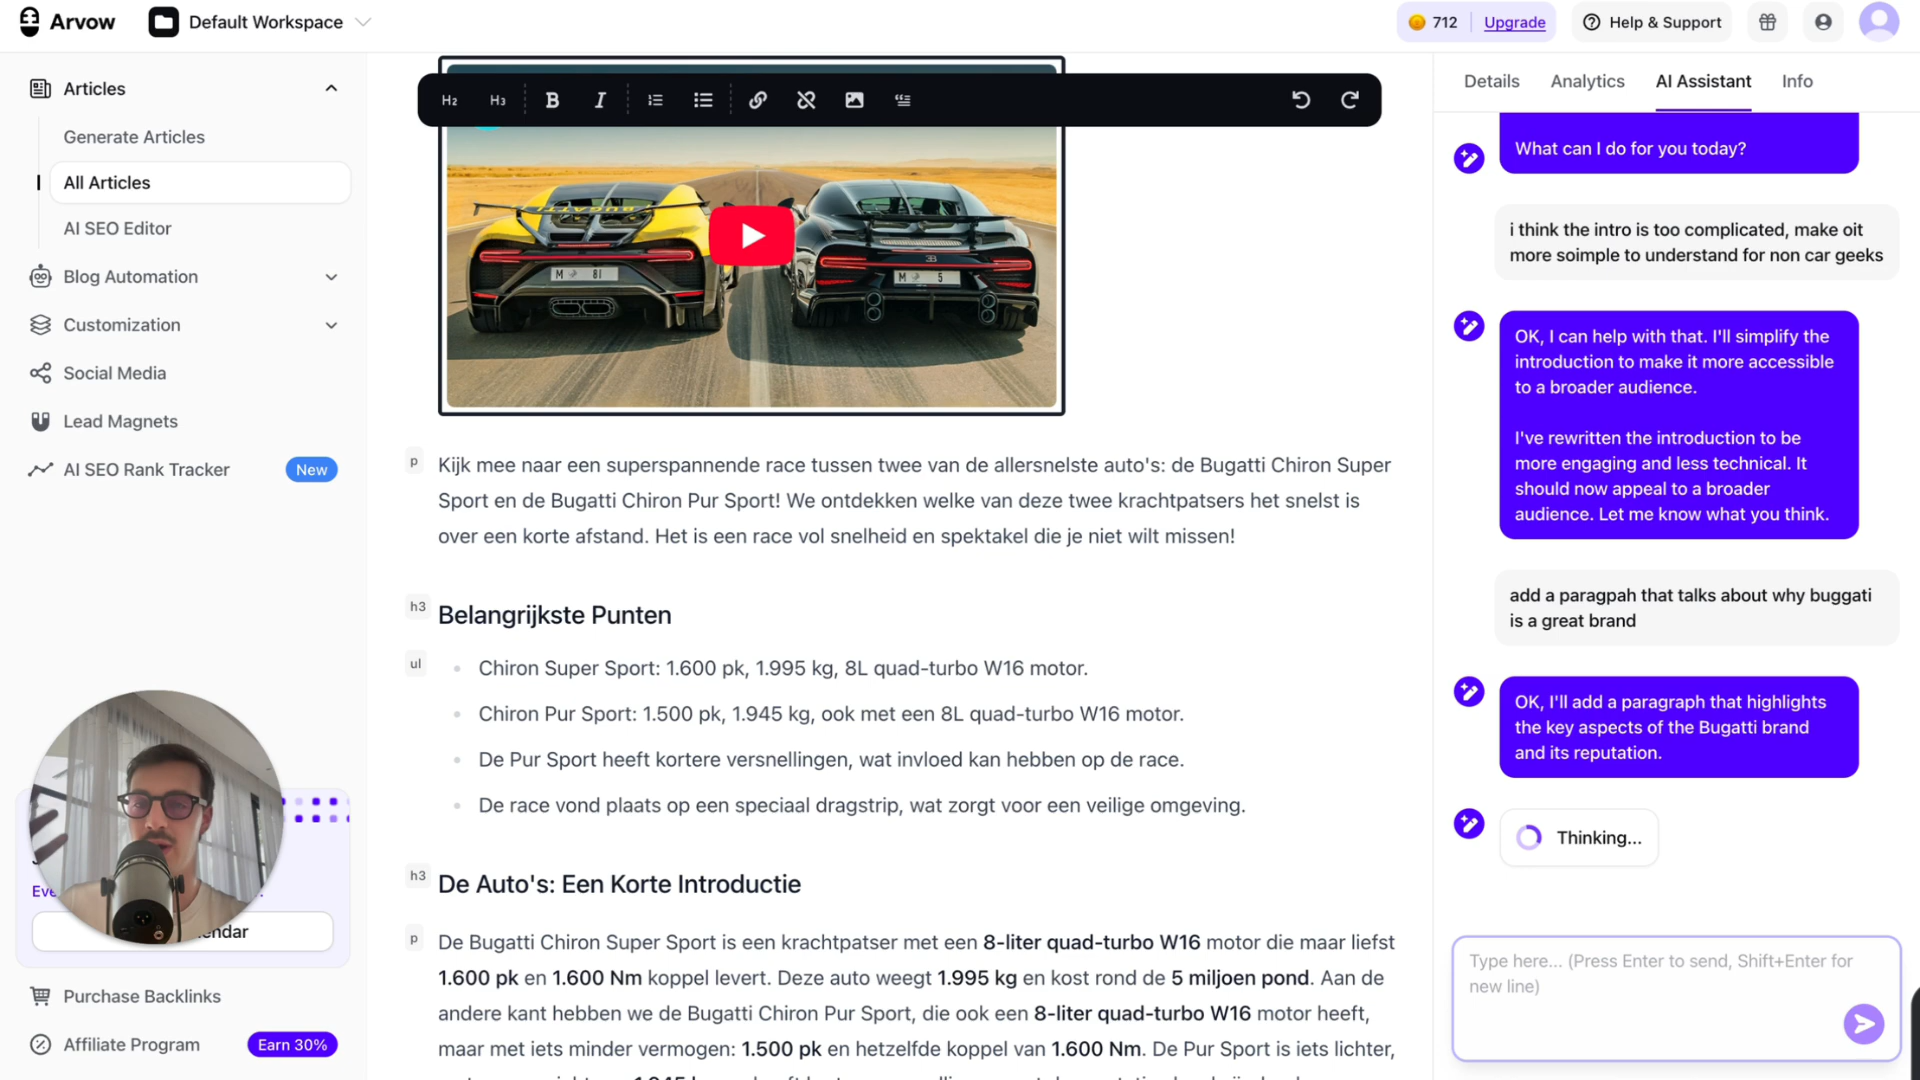 Arvow
Default Workspace
712
Upgrade
Help & Support
Articles
Generate Articles
All Articles
AI SEO Editor
Blog Automation
Customization
Social Media
Lead Magnets
AI SEO Rank Tracker
New
Purchase Backlinks
Affiliate Program
Earn 30%
H2
H3
B
I
BUGATTI
M 81
M 5
p
Kijk mee naar een superspannende race tussen twee van de allersnelste auto's: de Bugatti Chiron Super
Sport en de Bugatti Chiron Pur Sport! We ontdekken welke van deze twee krachtpatsers het snelst is
over een korte afstand. Het is een race vol snelheid en spektakel die je niet wilt missen!
h3
Belangrijkste Punten
ul
Chiron Super Sport: 1.600 pk, 1.995 kg, 8L quad-turbo W16 motor.
Chiron Pur Sport: 1.500 pk, 1.945 kg, ook met een 8L quad-turbo W16 motor.
De Pur Sport heeft kortere versnellingen, wat invloed kan hebben op de race.
De race vond plaats op een speciaal dragstrip, wat zorgt voor een veilige omgeving.
h3
De Auto's: Een Korte Introductie
p
De Bugatti Chiron Super Sport is een krachtpatser met een 8-liter quad-turbo W16 motor die maar liefst
1.600 pk en 1.600 Nm koppel levert. Deze auto weegt 1.995 kg en kost rond de 5 miljoen pond. Aan de
andere kant hebben we de Bugatti Chiron Pur Sport, die ook een 8-liter quad-turbo W16 motor heeft,
maar met iets minder vermogen: 1.500 pk en hetzelfde koppel van 1.600 Nm. De Pur Sport is iets lichter,
Details
Analytics
AI Assistant
Info
What can I do for you today?
i think the intro is too complicated, make oit
more soimple to understand for non car geeks
OK, I can help with that. I'll simplify the
introduction to make it more accessible
to a broader audience.
I've rewritten the introduction to be
more engaging and less technical. It
should now appeal to a broader
audience. Let me know what you think.
add a paragpah that talks about why buggati
is a great brand
OK, I'll add a paragraph that highlights
the key aspects of the Bugatti brand
and its reputation.
Thinking...
Type here... (Press Enter to send, Shift+Enter for
new line)